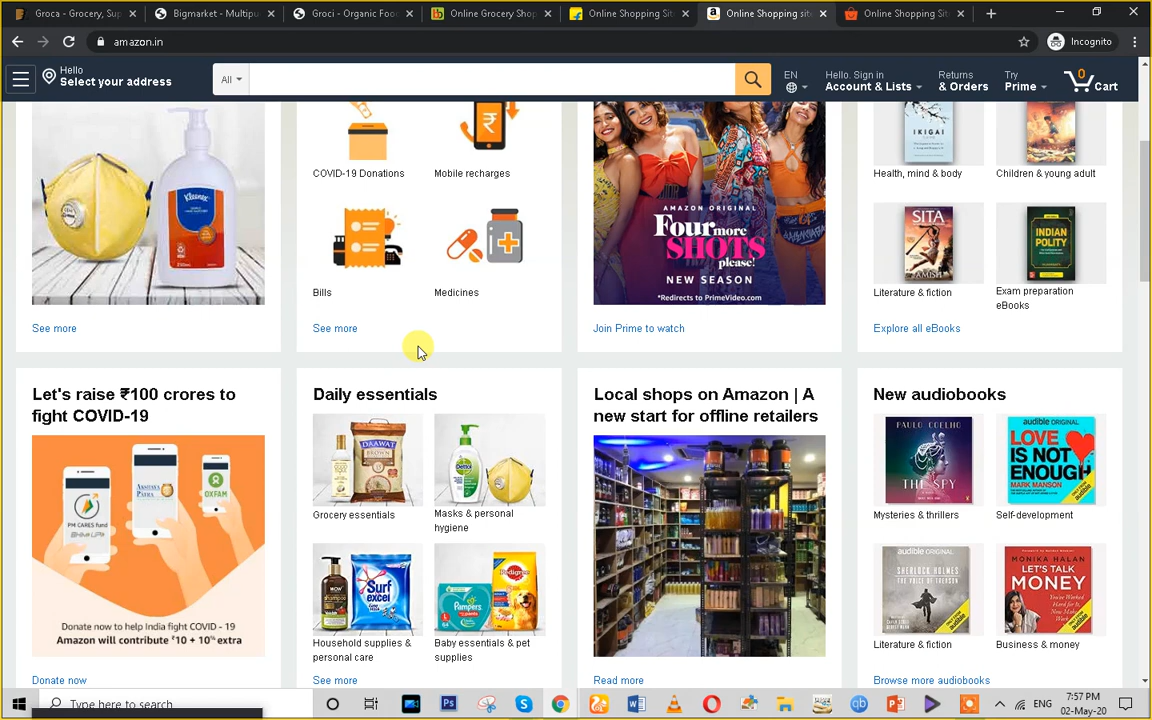 Groca - Grocery, Sup
Bigmarket - Multipu
Groci - Organic Foo
Online Grocery Shop
Online Shopping Sit
Online Shopping site
Online Shopping Sit
amazon.in
Incognito
Hello
Select your address
All
EN
Hello. Sign in
Account & Lists
Returns
& Orders
Try
Prime
0
Cart
Kleenex
COVID-19 Donations
Mobile recharges
Bills
Medicines
AMAZON ORIGINAL
Four more
SHOTS
please!
NEW SEASON
*Redirects to PrimeVideo.com
IKIGAI
Health, mind & body
Children & young adult
SITA
AMISH
INDIAN
POLITY
Literature & fiction
Exam preparation
eBooks
See more
See more
Join Prime to watch
Explore all eBooks
Let's raise ₹100 crores to
fight COVID-19
PM CARES fund
OXFAM
Donate now to help India fight COVID - 19
Amazon will contribute ₹10 + 10% extra
Donate now
Daily essentials
DAAWAT
BROWN
Dettol
Grocery essentials
Masks & personal
hygiene
WOW
shampoo
Surf
excel
Pampers
Pedigree
Household supplies &
personal care
Baby essentials & pet
supplies
See more
Local shops on Amazon | A
new start for offline retailers
Read more
New audiobooks
PAULO COELHO
THE SPY
audible ORIGINAL
LOVE
IS NOT
ENOUGH
MARK MANSON
Mysteries & thrillers
Self-development
audible ORIGINAL
SHERLOCK HOLMES
THE VOICE OF TREASON
MONIKA HALAN
LET'S TALK
MONEY
Literature & fiction
Business & money
Browse more audiobooks
Type here to search
ENG
7:57 PM
02-May-20